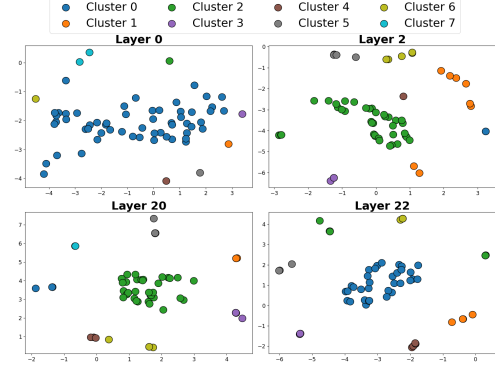 Cluster 0 Cluster 2 Cluster 4 Cluster 6
Cluster 1 Cluster 3 Cluster 5 Cluster 7
Layer 0 Layer 2
0 −1 −2 −3 −4
−4 −3 −2 −1 0 1 2 3
0 −1 −2 −3 −4 −5 −6
−3 −2 −1 0 1 2 3
Layer 20 Layer 22
7 6 5 4 3 2 1
−2 −1 0 1 2 3 4
4 3 2 1 0 −1 −2
−6 −5 −4 −3 −2 −1 0